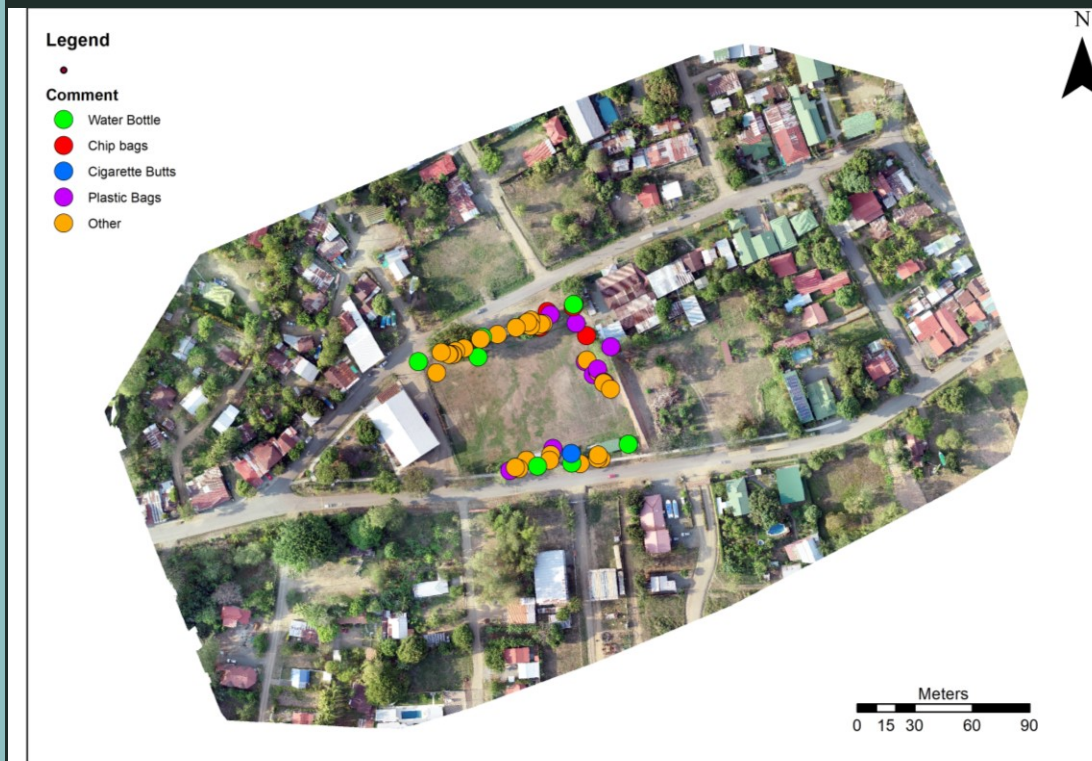 Legend
Comment
Water Bottle
Chip bags
Cigarette Butts
Plastic Bags
Other
N
Meters
0 15 30 60 90